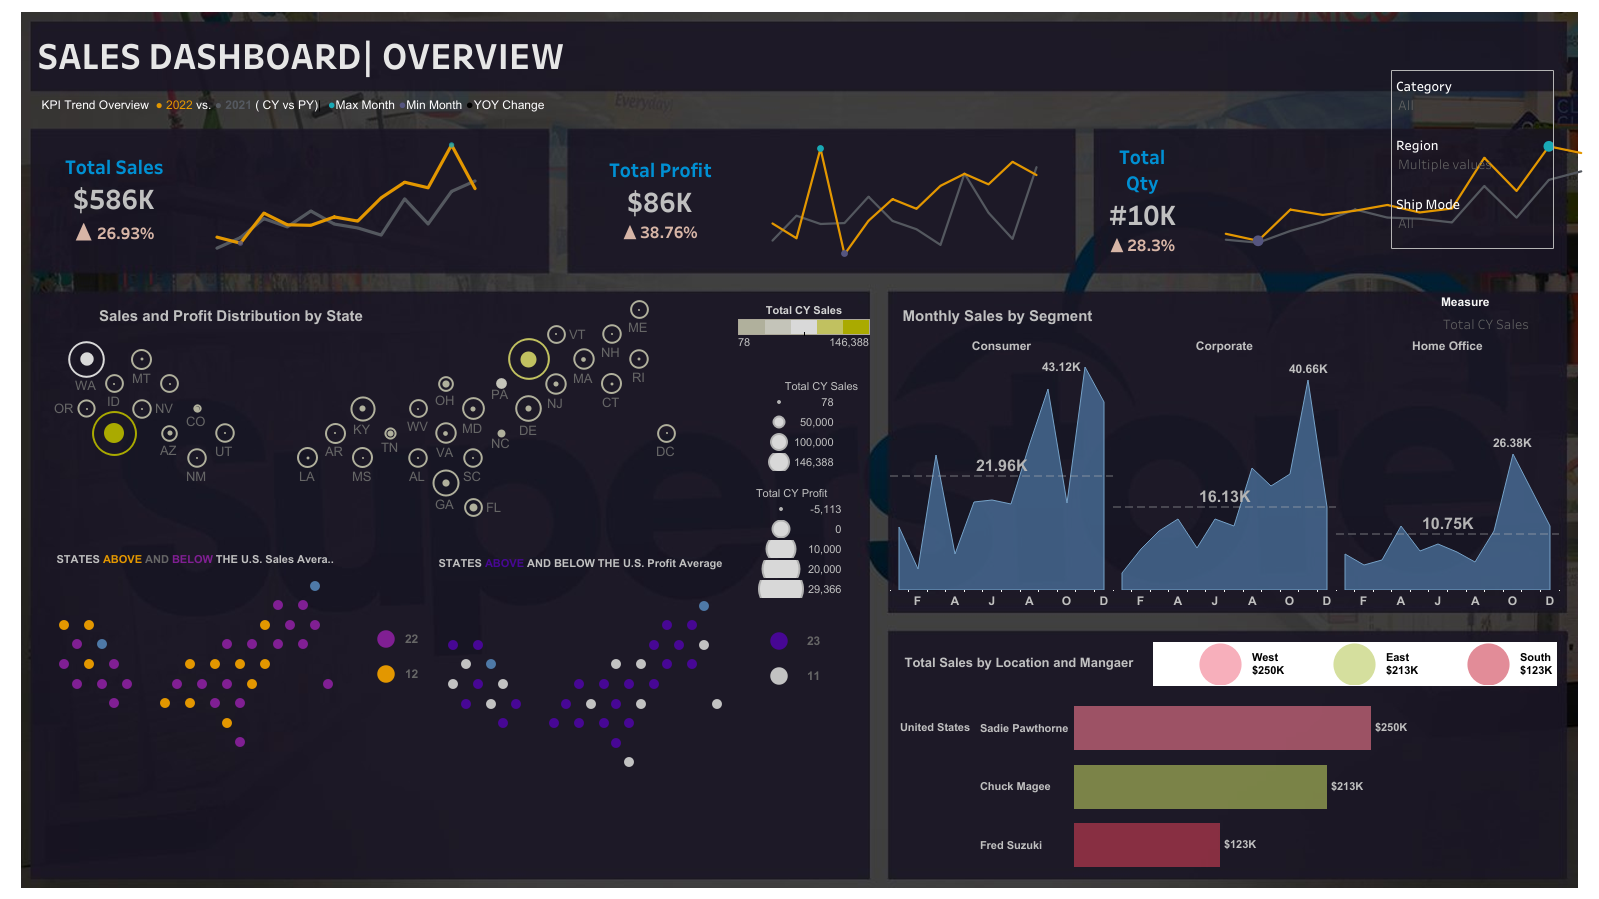 SALES DASHBOARD| OVERVIEW
KPI Trend Overview ● 2022 vs. ● 2021 ( CY vs PY) ●Max Month ●Min Month ●YOY Change
Everyday!
Category
All
Region
Multiple values
Ship Mode
All
Total Sales
$586K
▲ 26.93%
Total Profit
$86K
▲ 38.76%
Total
Qty
#10K
▲ 28.3%
Sales and Profit Distribution by State
ME
VT
NH
WA
MT
MA
RI
ID
OH
PA
NJ
CT
OR
NV
CO
KY
WV
MD
DE
AZ
UT
AR
TN
VA
NC
DC
NM
LA
MS
AL
SC
GA
FL
Total CY Sales
78 146,388
Total CY Sales
78
50,000
100,000
146,388
Total CY Profit
-5,113
0
10,000
20,000
29,366
STATES ABOVE AND BELOW THE U.S. Sales Avera..
22
12
STATES ABOVE AND BELOW THE U.S. Profit Average
23
11
Superstore
Monthly Sales by Segment
Measure
Total CY Sales
Consumer Corporate Home Office
43.12K
40.66K
26.38K
21.96K
16.13K
10.75K
F A J A O D F A J A O D F A J A O D
Total Sales by Location and Mangaer
West
$250K
East
$213K
South
$123K
United States Sadie Pawthorne $250K
Chuck Magee $213K
Fred Suzuki $123K